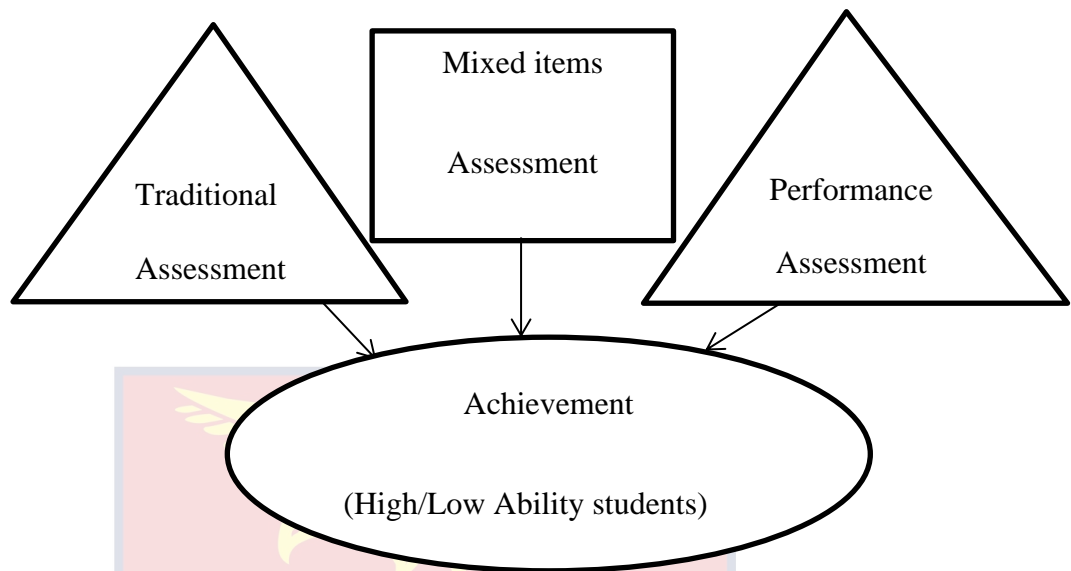 Mixed items
Assessment
Traditional
Assessment
Performance
Assessment
Achievement
(High/Low Ability students)